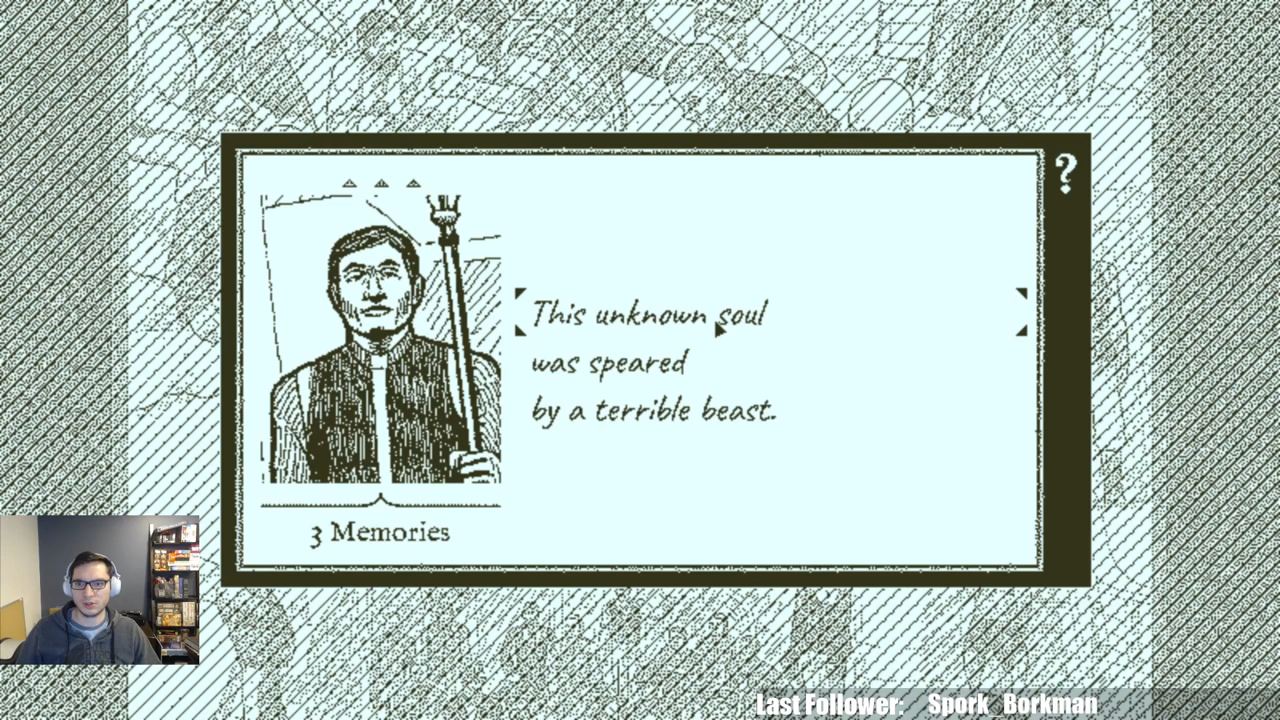 ?
This unknown soul
was speared
by a terrible beast.
3 Memories
Last Follower: Spork_Borkman